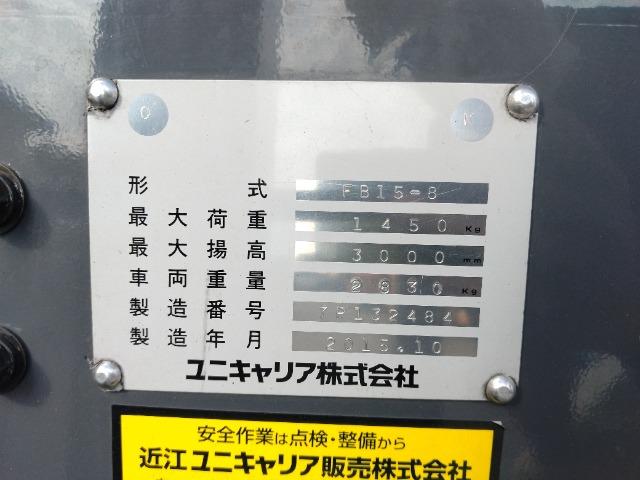 O K
形式 FB15-8
最大荷重 1450 Kg
最大揚高 3000 mm
車両重量 2830 Kg
製造番号 7P132484
製造年月 2015.10
ユニキャリア株式会社
安全作業は点検・整備から
近江ユニキャリア販売株式会社